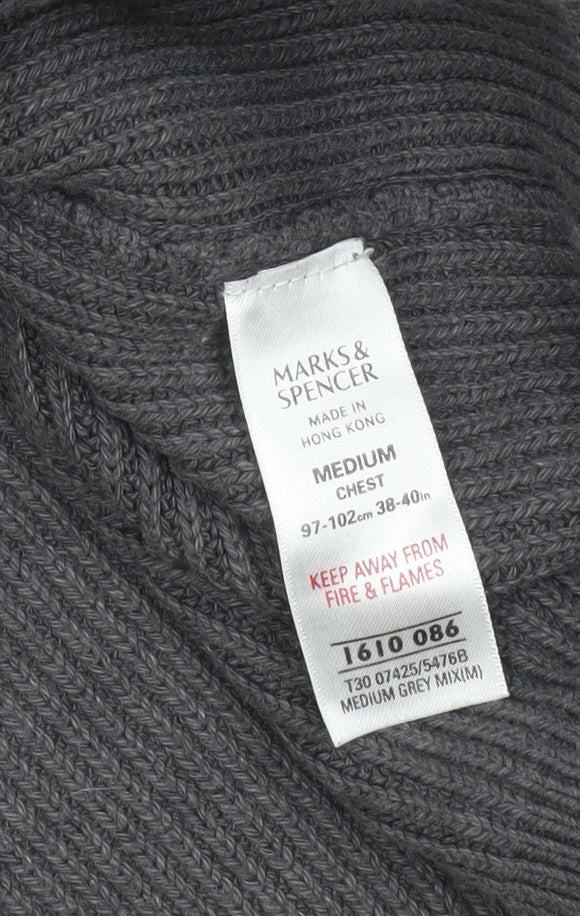 MARKS &
SPENCER
MADE IN
HONG KONG
MEDIUM
CHEST
97-102cm 38-40in
KEEP AWAY FROM
FIRE & FLAMES
1610 086
T30 07425/5476B
MEDIUM GREY MIX(M)